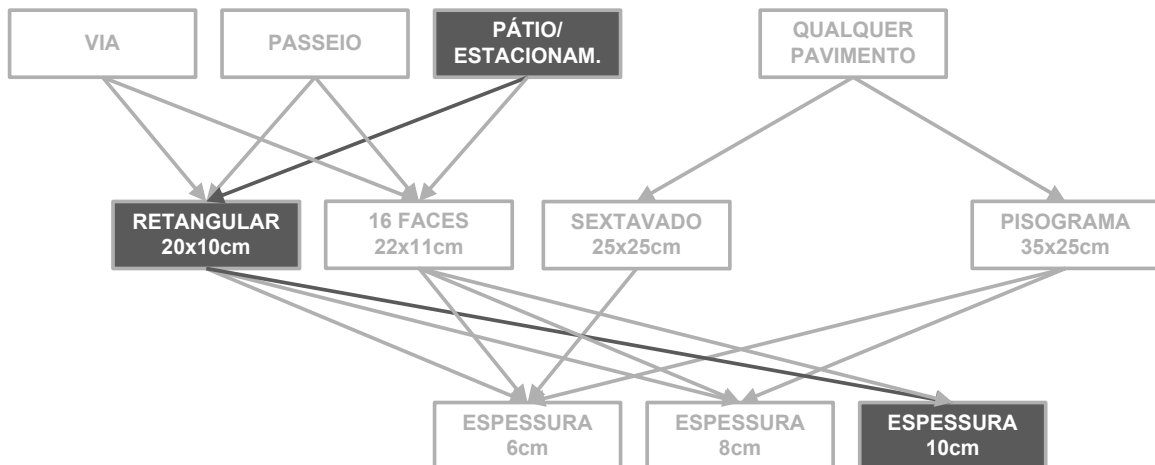 VIA
PASSEIO
PÁTIO/
ESTACIONAM.
QUALQUER
PAVIMENTO
RETANGULAR
20x10cm
16 FACES
22x11cm
SEXTAVADO
25x25cm
PISOGRAMA
35x25cm
ESPESSURA
6cm
ESPESSURA
8cm
ESPESSURA
10cm